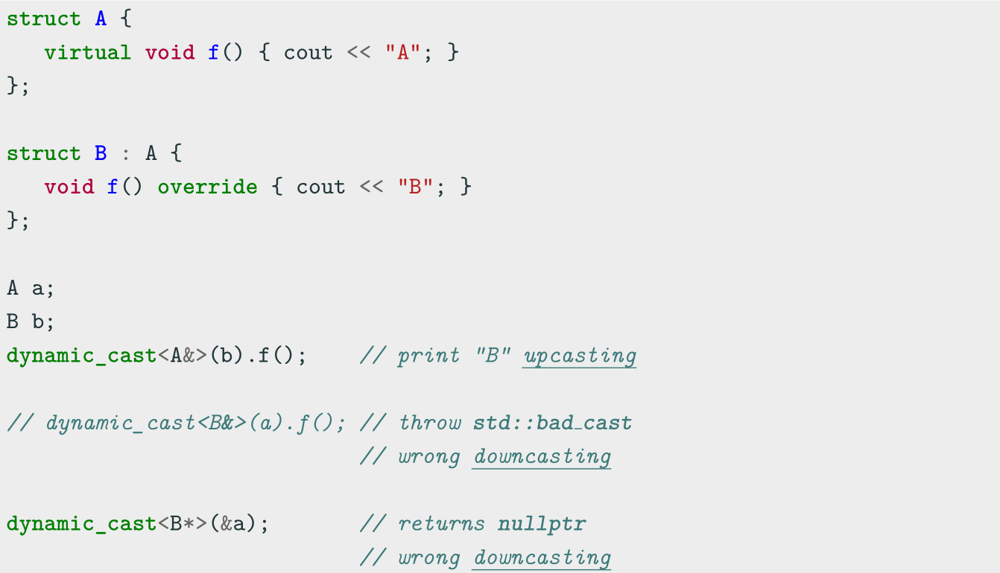 struct A {
   virtual void f() { cout << "A"; }
};
struct B : A {
   void f() override { cout << "B"; }
};
A a;
B b;
dynamic_cast<A&>(b).f();    // print "B" upcasting
// dynamic_cast<B&>(a).f(); // throw std::bad_cast
                            // wrong downcasting
dynamic_cast<B*>(&a);       // returns nullptr
                            // wrong downcasting